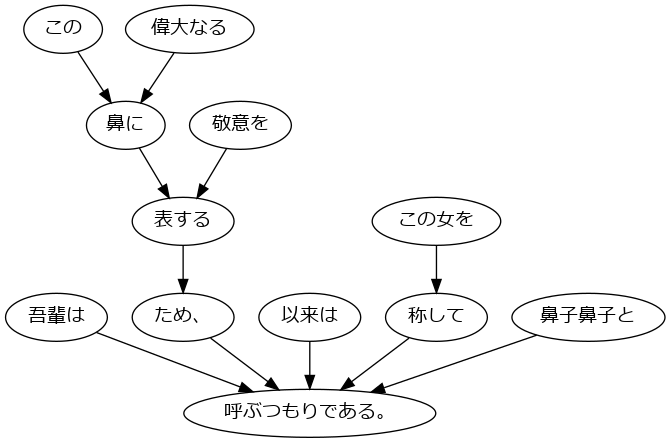 この 偉大なる
鼻に 敬意を
表する この女を
吾輩は ため、 以来は 称して 鼻子鼻子と
呼ぶつもりである。